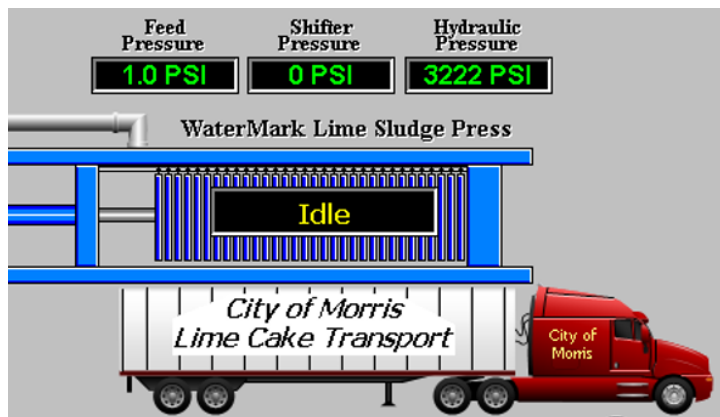 Feed Pressure
Shifter Pressure
Hydraulic Pressure
1.0 PSI
0 PSI
3222 PSI
WaterMark Lime Sludge Press
Idle
City of Morris
Lime Cake Transport
City of
Morris